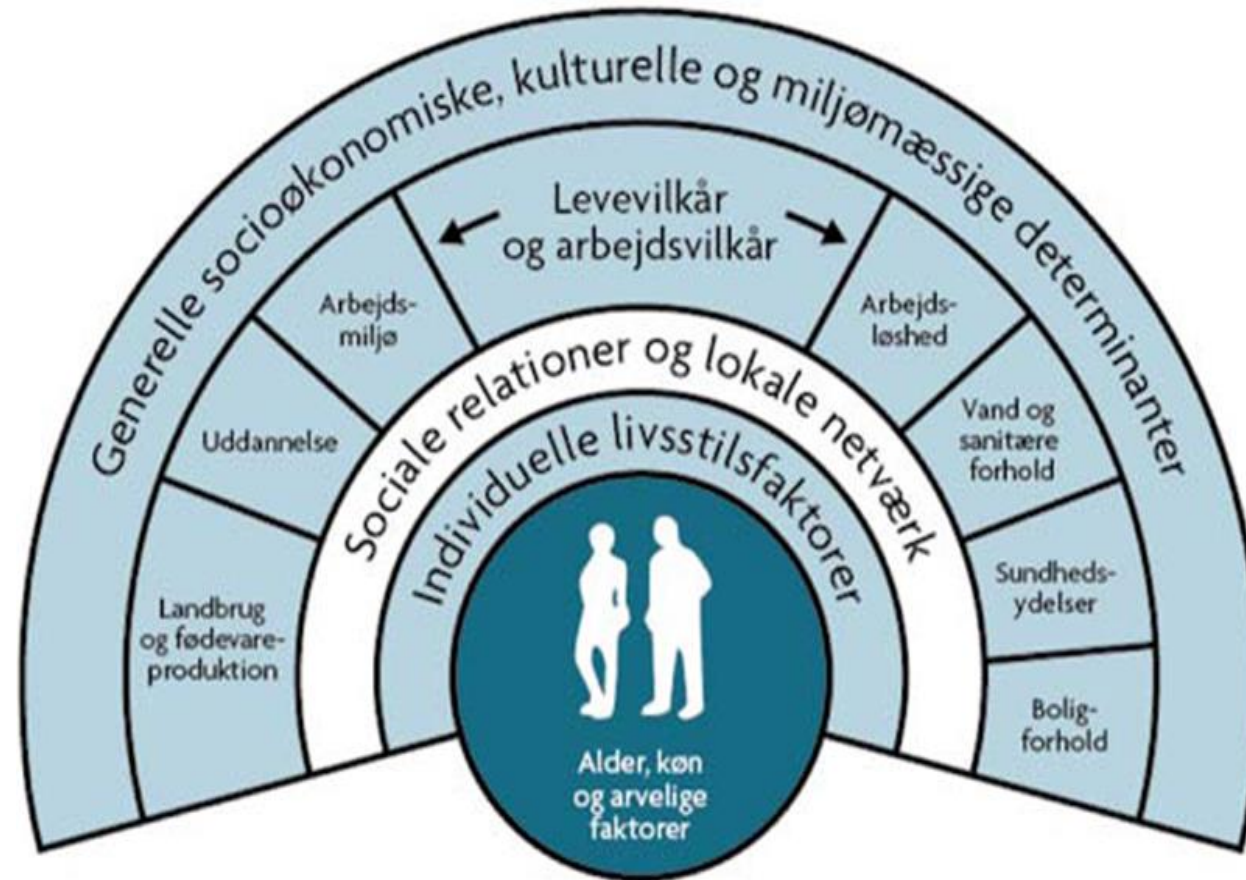 Generelle socioøkonomiske, kulturelle og miljømæssige determinanter
Levevilkår
og arbejdsvilkår
Arbejds-
miljø
Arbejds-
løshed
Uddannelse
Vand og
sanitære
forhold
Landbrug
og fødevare-
produktion
Sundheds-
ydelser
Bolig-
forhold
Sociale relationer og lokale netværk
Individuelle livsstilsfaktorer
Alder, køn
og arvelige
faktorer